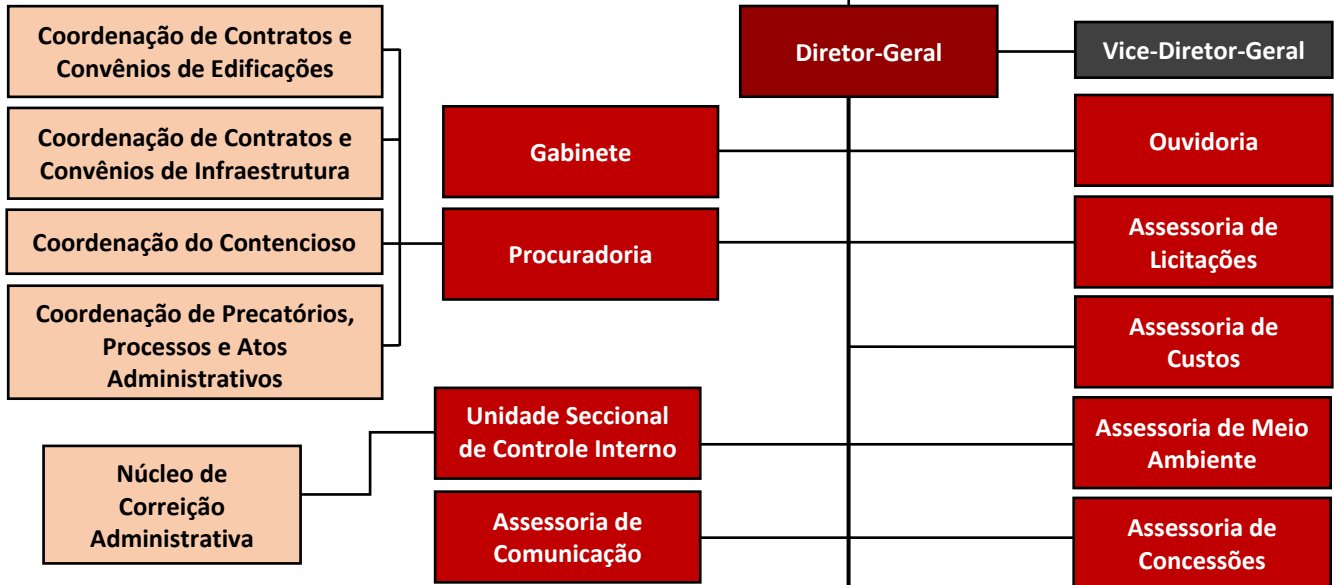 Diretor-Geral
Vice-Diretor-Geral
Coordenação de Contratos e
Convênios de Edificações
Coordenação de Contratos e
Convênios de Infraestrutura
Coordenação do Contencioso
Coordenação de Precatórios,
Processos e Atos
Administrativos
Gabinete
Procuradoria
Ouvidoria
Assessoria de
Licitações
Assessoria de
Custos
Núcleo de
Correição
Administrativa
Unidade Seccional
de Controle Interno
Assessoria de
Comunicação
Assessoria de Meio
Ambiente
Assessoria de
Concessões